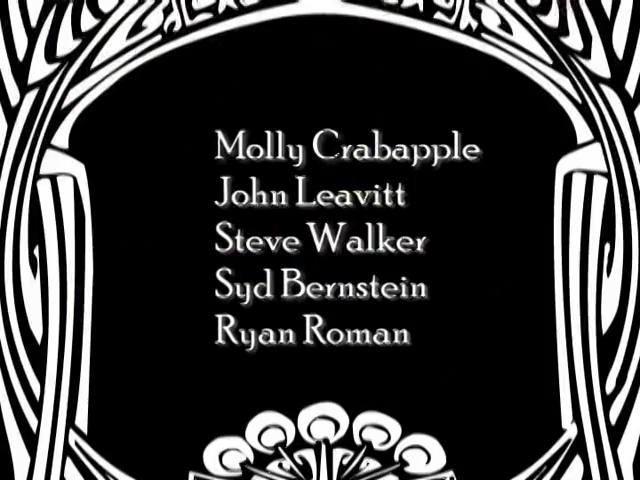 Molly Crabapple
John Leavitt
Steve Walker
Syd Bernstein
Ryan Roman